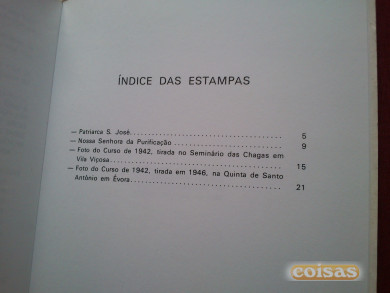 ÍNDICE DAS ESTAMPAS
— Patriarca S. José. 5
— Nossa Senhora da Purificação 9
— Foto do Curso de 1942, tirada no Seminário das Chagas em
Vila Viçosa 15
— Foto do Curso de 1942, tirada em 1946, na Quinta de Santo
António em Évora 21
coisas